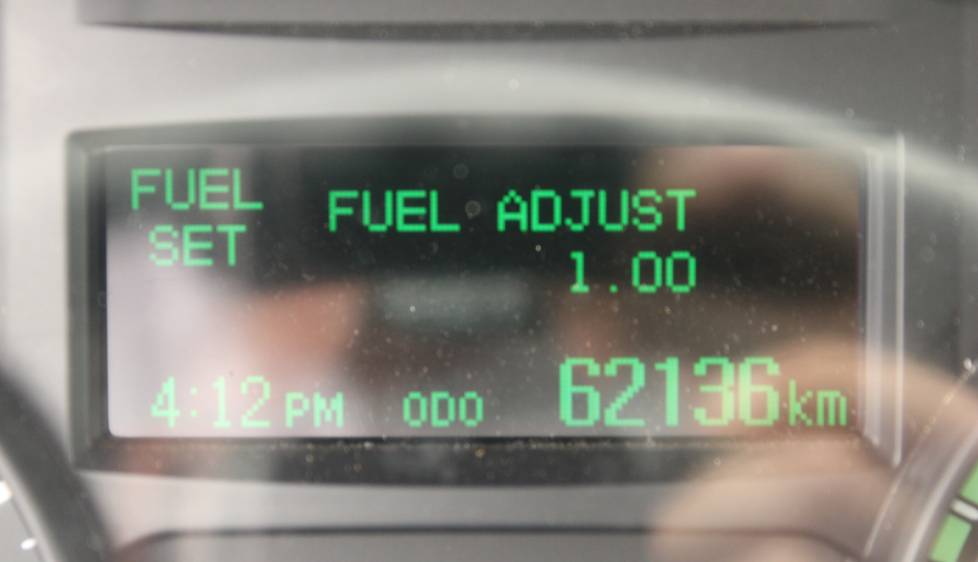 FUEL
SET
FUEL ADJUST
1.00
4:12 PM ODO 62136 km